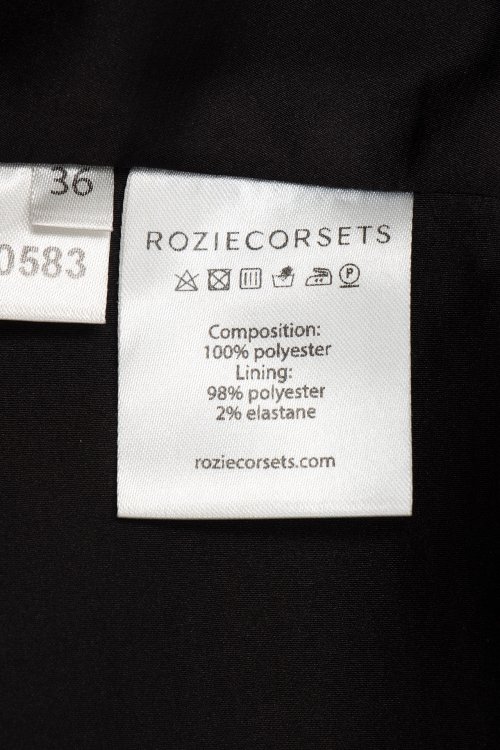 36
0583
ROZIECORSETS
P
Composition:
100% polyester
Lining:
98% polyester
2% elastane
roziecorsets.com